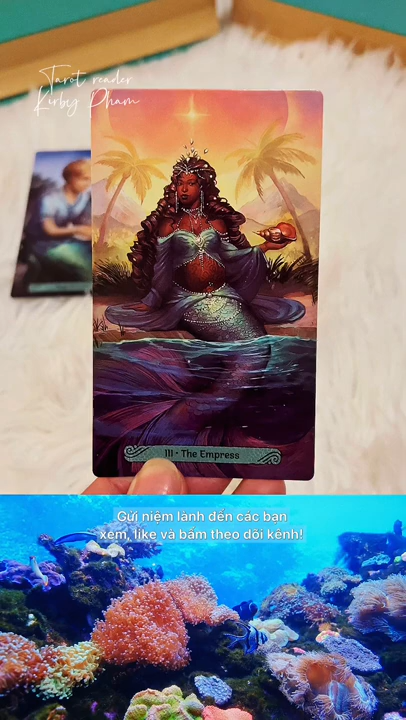 Tarot reader
Kirbig Pham
III • The Empress
Gửi niệm lành đến các bạn
xem, like và bấm theo dõi kênh!